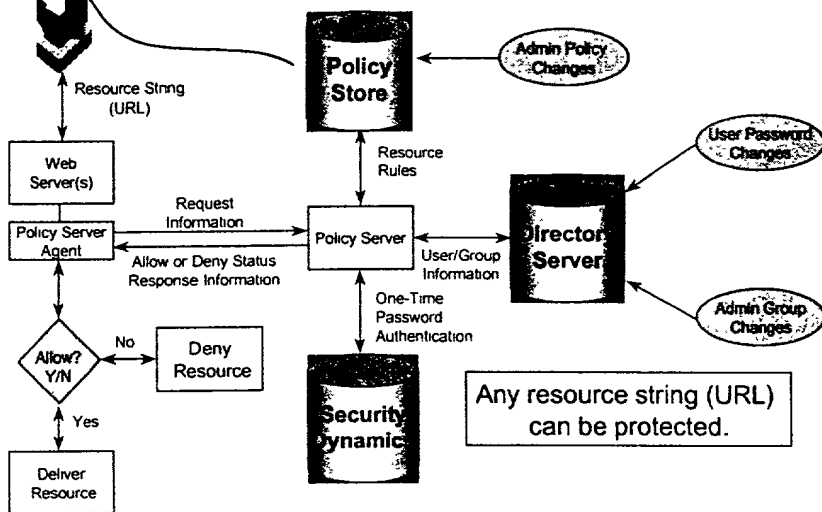 Policy
Store
Admin Policy
Changes
Resource String
(URL)
Web
Server(s)
Resource
Rules
User Password
Changes
Request
Information
Policy Server
Agent
Policy Server
Allow or Deny Status
Response Information
User/Group
Information
Director
Server
One-Time
Password
Authentication
Admin Group
Changes
Allow?
Y/N
No
Deny
Resource
Yes
Security
Dynamic
Any resource string (URL)
can be protected.
Deliver
Resource